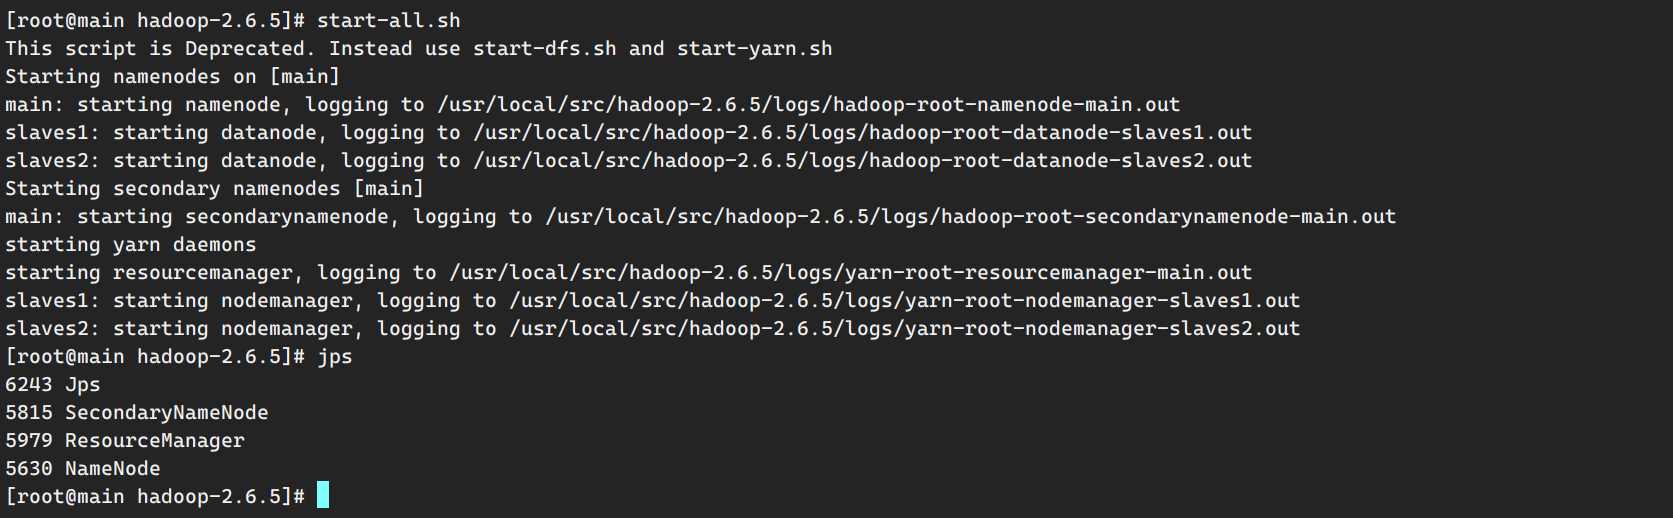 [root@main hadoop-2.6.5]# start-all.sh
This script is Deprecated. Instead use start-dfs.sh and start-yarn.sh
Starting namenodes on [main]
main: starting namenode, logging to /usr/local/src/hadoop-2.6.5/logs/hadoop-root-namenode-main.out
slaves1: starting datanode, logging to /usr/local/src/hadoop-2.6.5/logs/hadoop-root-datanode-slaves1.out
slaves2: starting datanode, logging to /usr/local/src/hadoop-2.6.5/logs/hadoop-root-datanode-slaves2.out
Starting secondary namenodes [main]
main: starting secondarynamenode, logging to /usr/local/src/hadoop-2.6.5/logs/hadoop-root-secondarynamenode-main.out
starting yarn daemons
starting resourcemanager, logging to /usr/local/src/hadoop-2.6.5/logs/yarn-root-resourcemanager-main.out
slaves1: starting nodemanager, logging to /usr/local/src/hadoop-2.6.5/logs/yarn-root-nodemanager-slaves1.out
slaves2: starting nodemanager, logging to /usr/local/src/hadoop-2.6.5/logs/yarn-root-nodemanager-slaves2.out
[root@main hadoop-2.6.5]# jps
6243 Jps
5815 SecondaryNameNode
5979 ResourceManager
5630 NameNode
[root@main hadoop-2.6.5]#